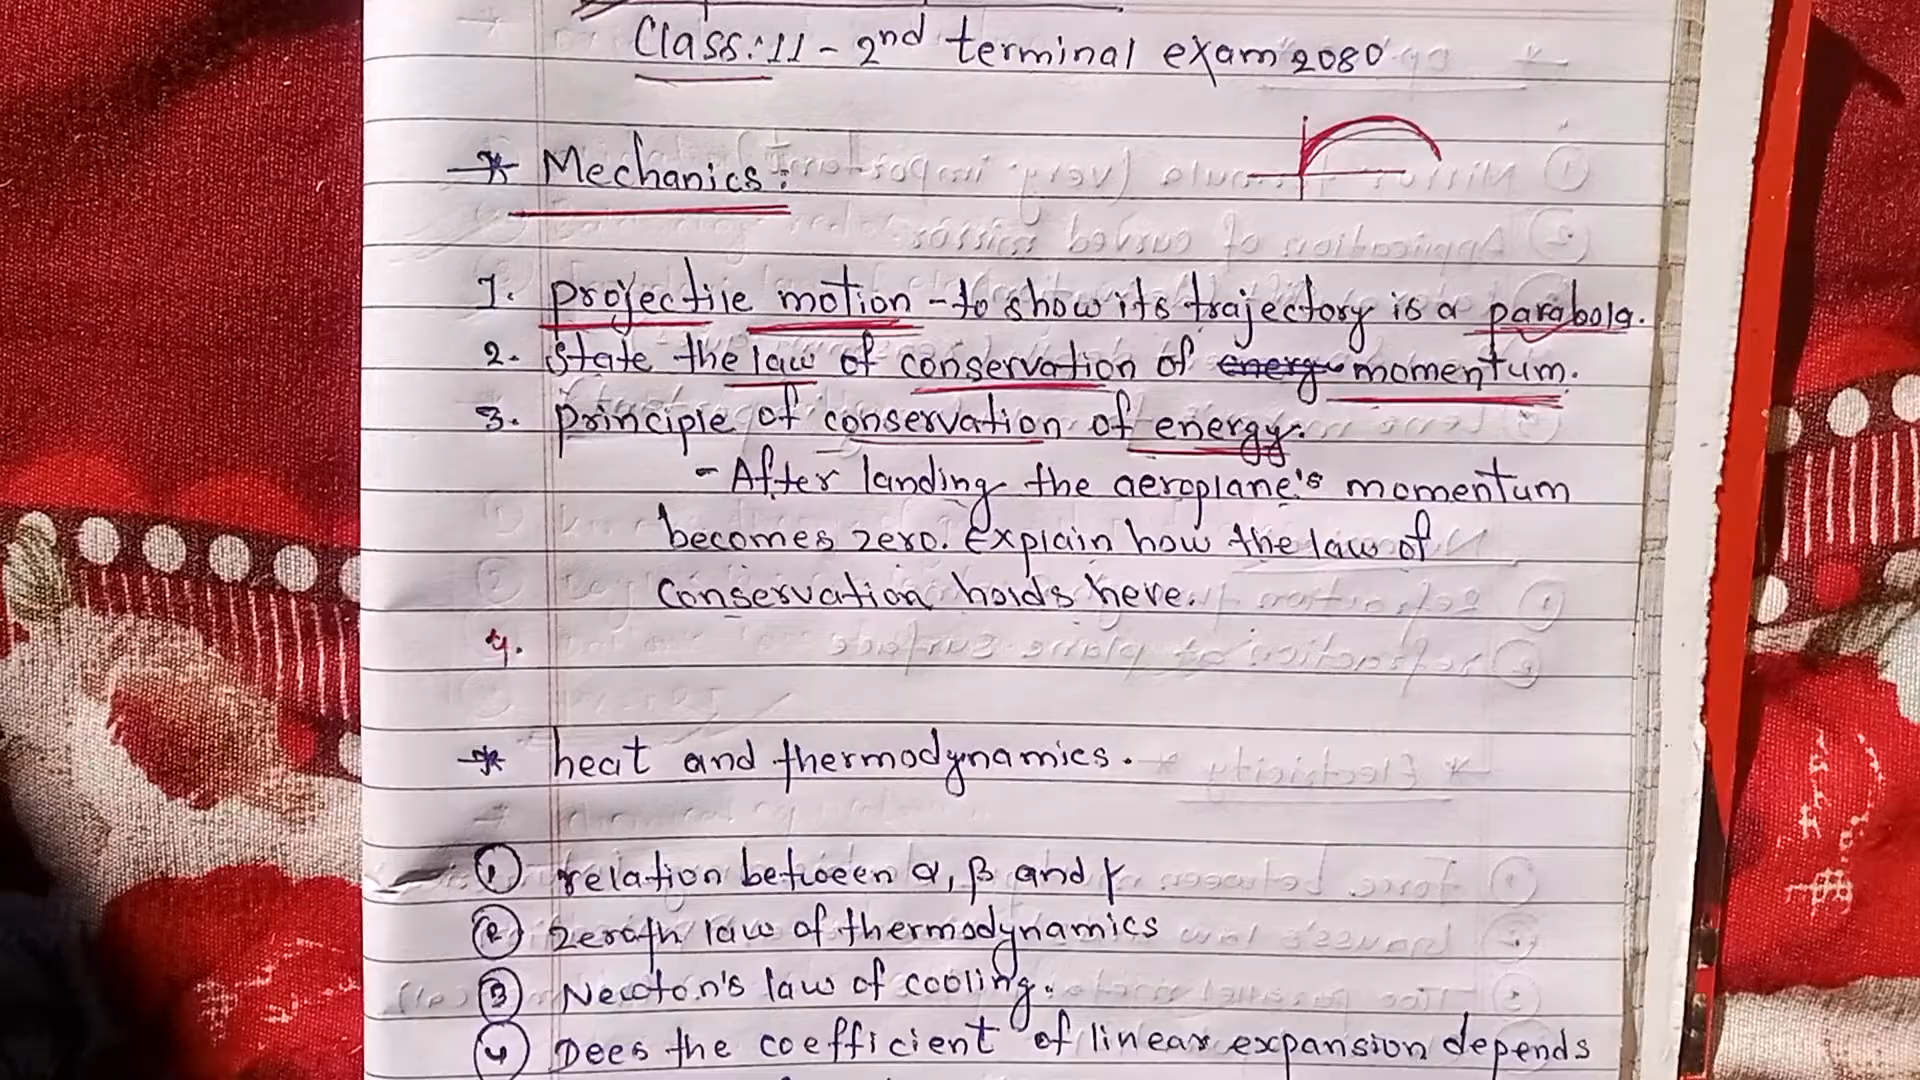 Class:11 - 2nd terminal exam 2080
* Mechanics:
1. projectile motion - to show its trajectory is a parabola.
2. state the law of conservation of energy momentum.
3. principle of conservation of energy.
- After landing the aeroplane's momentum
becomes zero. explain how the law of
conservation holds here.
4.
* heat and thermodynamics.
① relation between α, β and γ
② zeroth law of thermodynamics
③ Newton's law of cooling.
④ Dees the coefficient of linear expansion depends